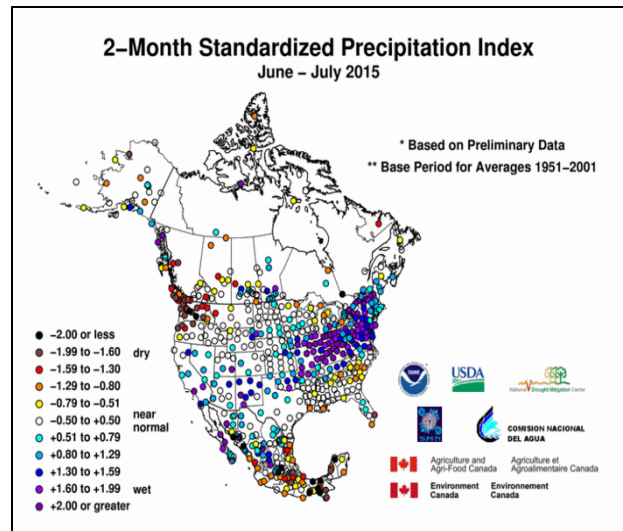 2-Month Standardized Precipitation Index
June - July 2015
* Based on Preliminary Data
** Base Period for Averages 1951-2001
-2.00 or less
-1.99 to -1.60 dry
-1.59 to -1.30
-1.29 to -0.80
-0.79 to -0.51
-0.50 to +0.50 near normal
+0.51 to +0.79
+0.80 to +1.29
+1.30 to +1.59
+1.60 to +1.99 wet
+2.00 or greater
USDA
National Drought Mitigation Center
COMISION NACIONAL
DEL AGUA
Agriculture and Agriculture et
Agri-Food Canada Agroalimentaire Canada
Environment Environnement
Canada Canada